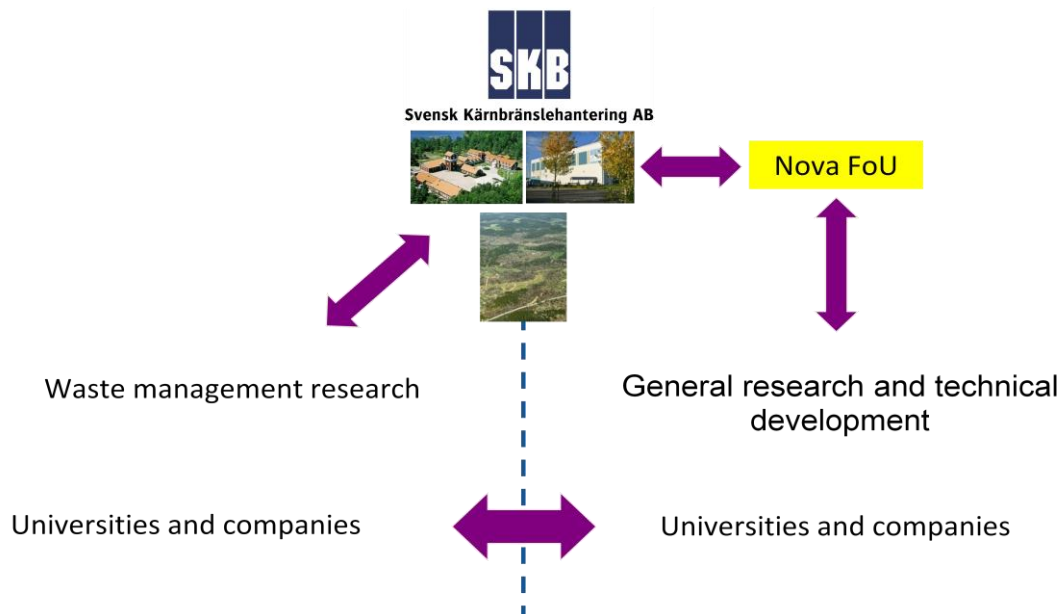 SKB
Svensk Kärnbränslehantering AB
Nova FoU
Waste management research
General research and technical
development
Universities and companies
Universities and companies